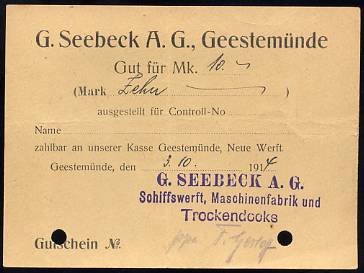 G. Seebeck A. G., Geestemünde
Gut für Mk. 10.
(Mark Zehn )
ausgestellt für Controll-No
Name
zahlbar an unserer Kasse Geestemünde, Neue Werft.
Geestemünde, den 3.10. 1914
G. SEEBECK A. G.
Schiffswerft, Maschinenfabrik und
Trockendocks
ppa.
Gutschein No.